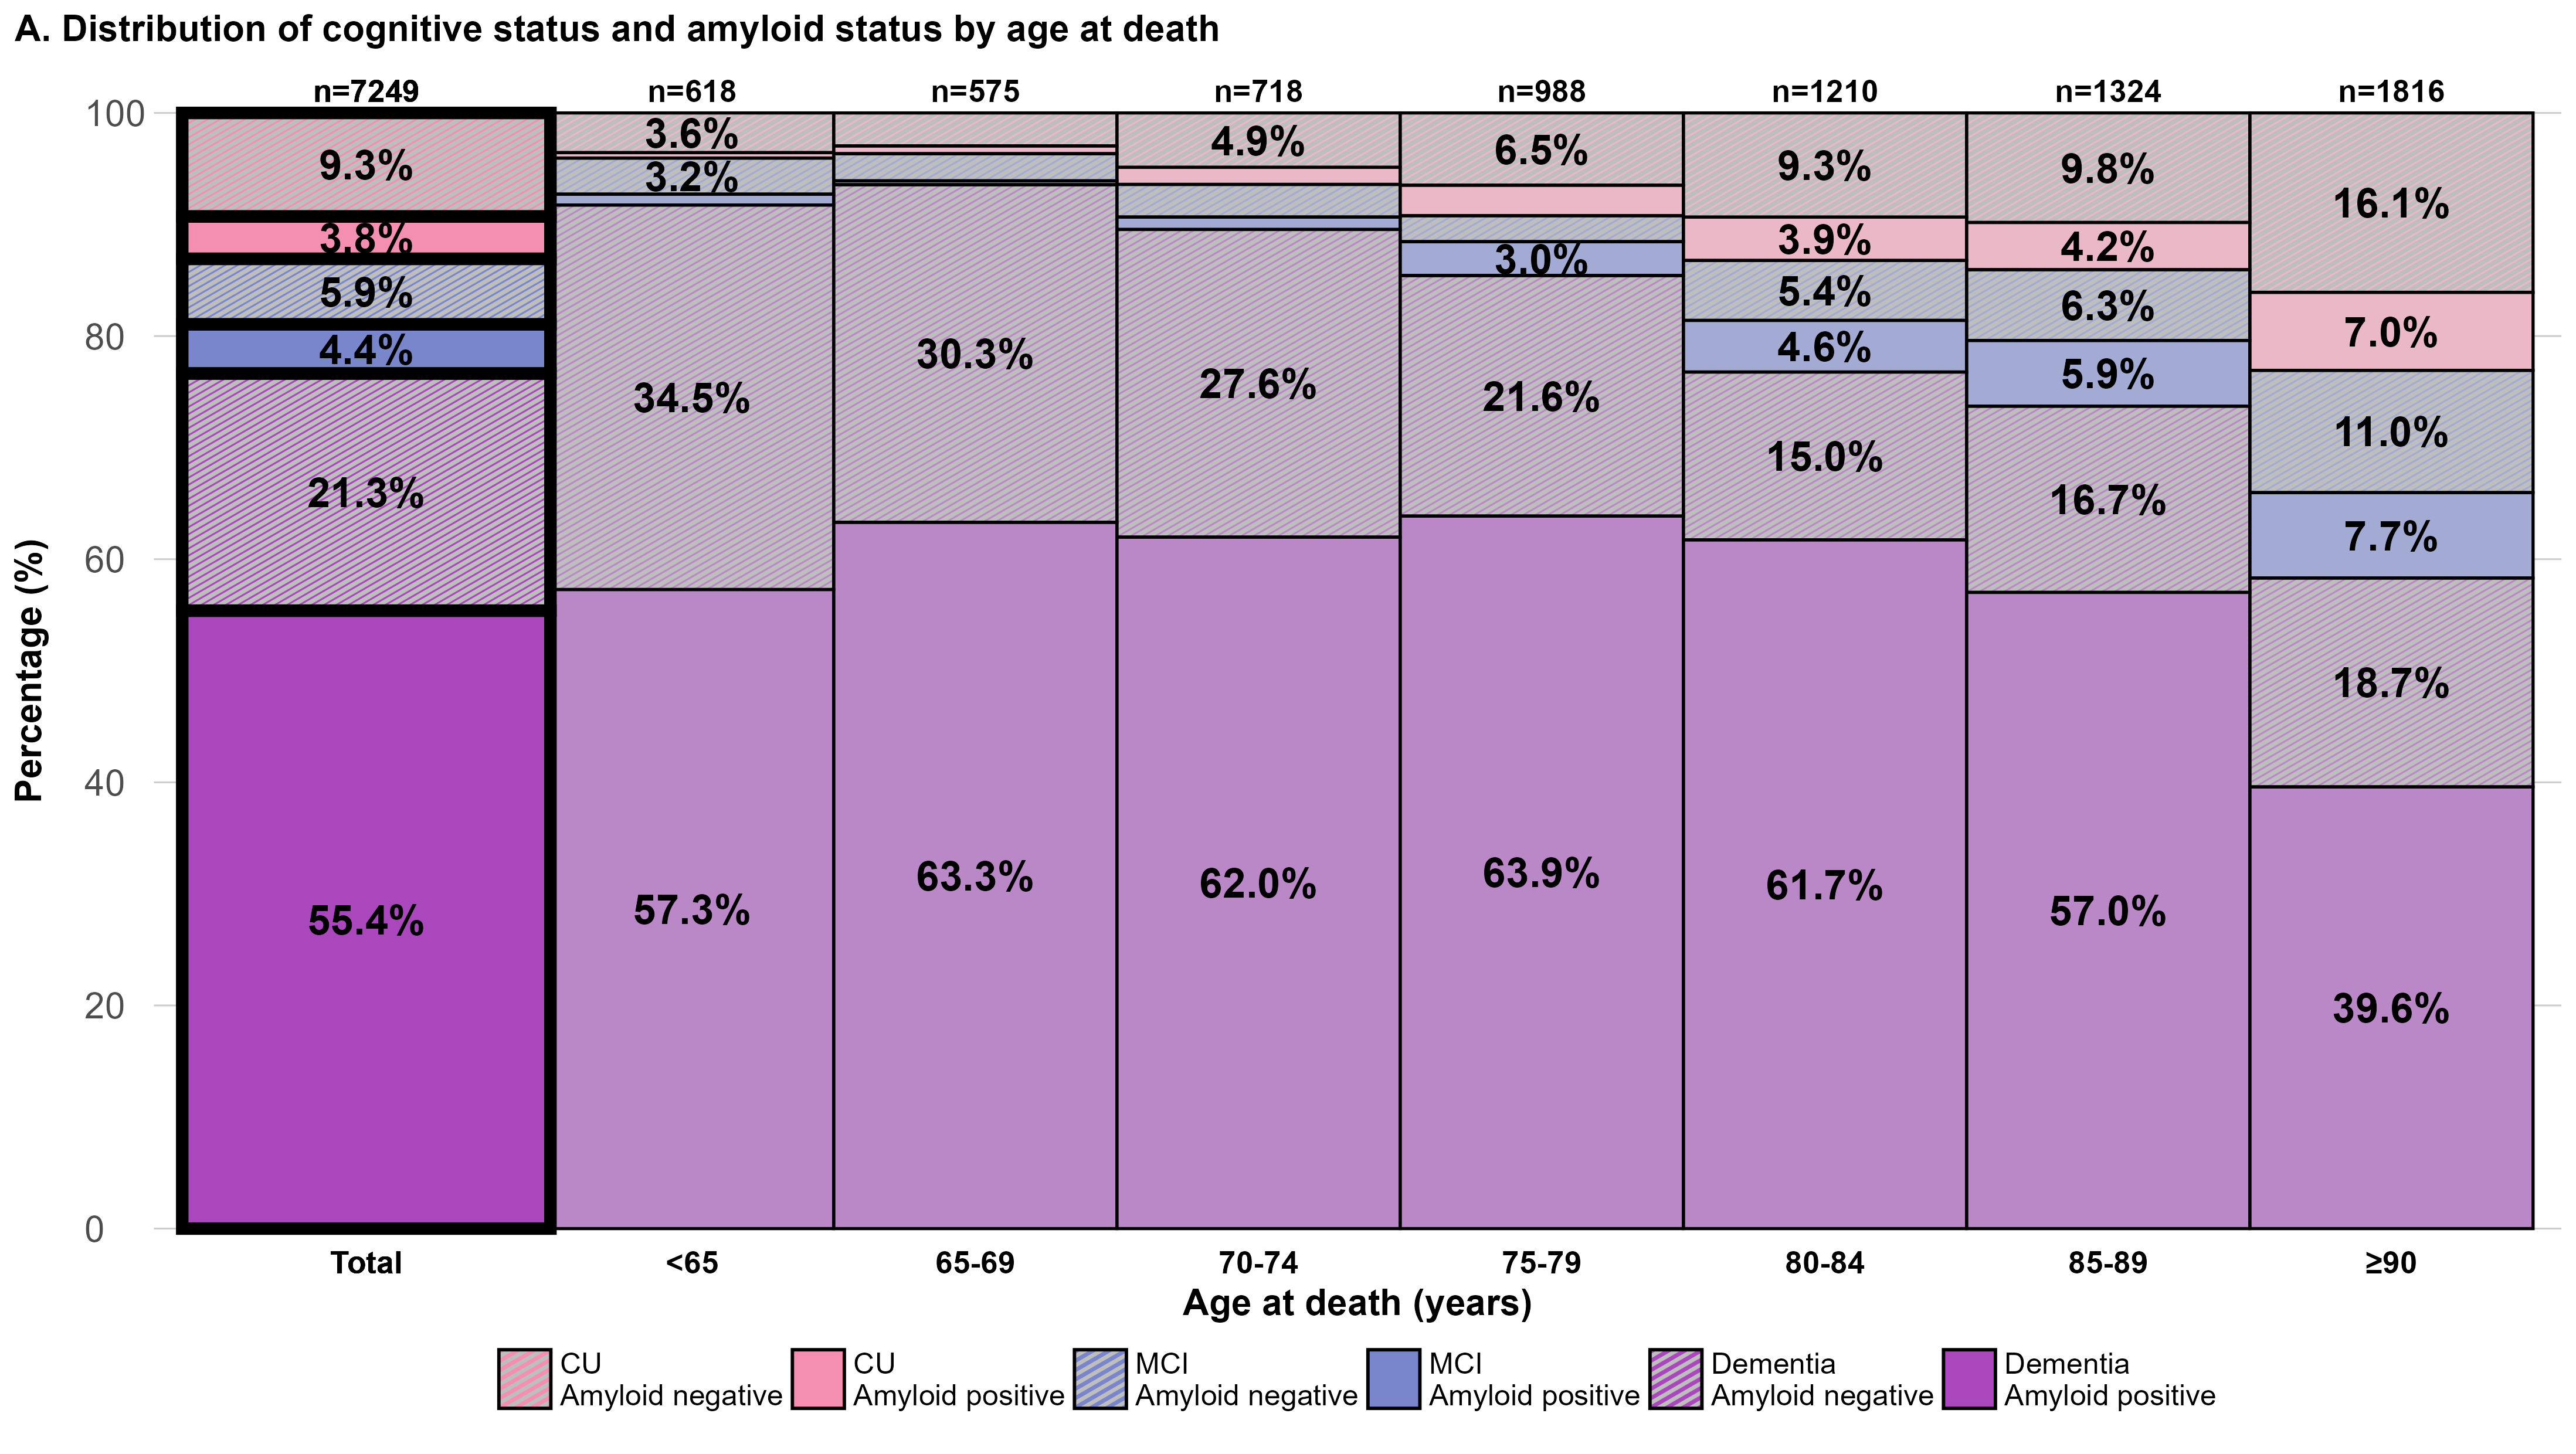 A. Distribution of cognitive status and amyloid status by age at death
n=7249 n=618 n=575 n=718 n=988 n=1210 n=1324 n=1816
Percentage (%)
100
80
60
40
20
0
9.3%
3.8%
5.9%
4.4%
21.3%
55.4%
3.6%
3.2%
34.5%
57.3%
30.3%
63.3%
4.9%
27.6%
62.0%
6.5%
3.0%
21.6%
63.9%
9.3%
3.9%
5.4%
4.6%
15.0%
61.7%
9.8%
4.2%
6.3%
5.9%
16.7%
57.0%
16.1%
7.0%
11.0%
7.7%
18.7%
39.6%
Total <65 65-69 70-74 75-79 80-84 85-89 ≥90
Age at death (years)
CU
Amyloid negative
CU
Amyloid positive
MCI
Amyloid negative
MCI
Amyloid positive
Dementia
Amyloid negative
Dementia
Amyloid positive